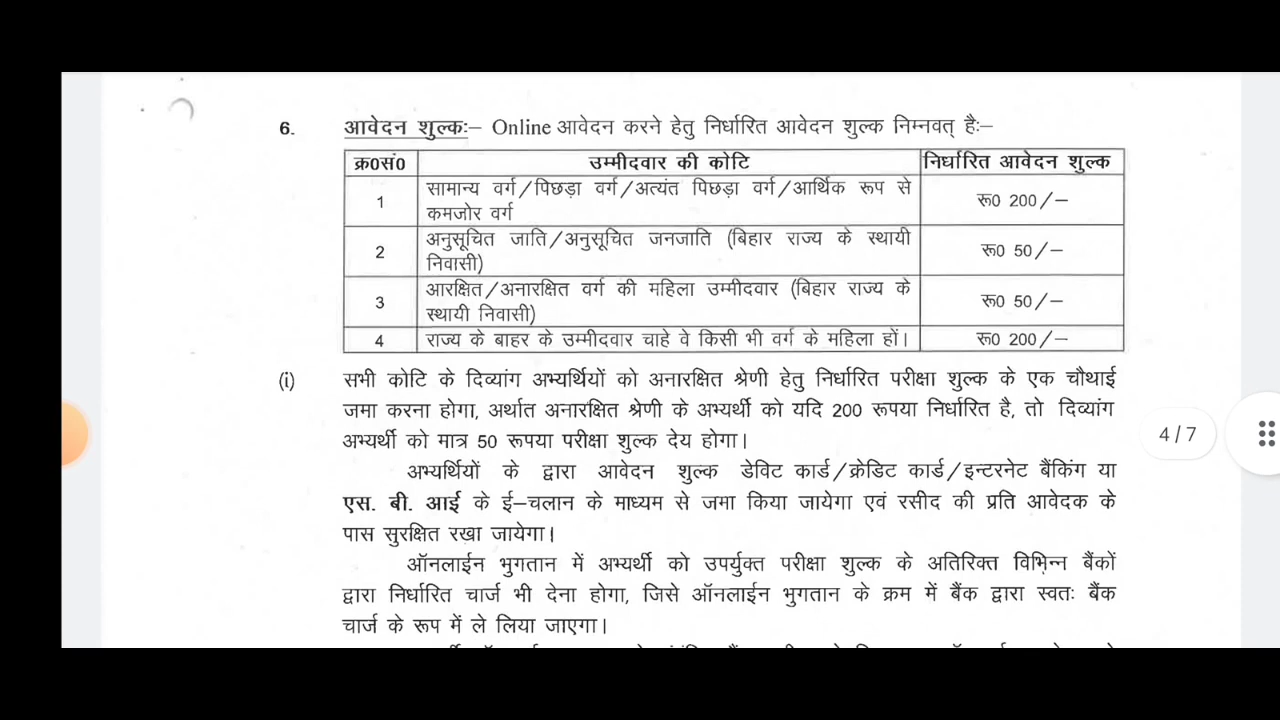 6. आवेदन शुल्कः– Online आवेदन करने हेतु निर्धारित आवेदन शुल्क निम्नवत् हैः–
क्र0सं0 उम्मीदवार की कोटि निर्धारित आवेदन शुल्क
1 सामान्य वर्ग/पिछड़ा वर्ग/अत्यंत पिछड़ा वर्ग/आर्थिक रूप से
कमजोर वर्ग रू0 200/–
2 अनुसूचित जाति/अनुसूचित जनजाति (बिहार राज्य के स्थायी
निवासी) रू0 50/–
3 आरक्षित/अनारक्षित वर्ग की महिला उम्मीदवार (बिहार राज्य के
स्थायी निवासी) रू0 50/–
4 राज्य के बाहर के उम्मीदवार चाहे वे किसी भी वर्ग के महिला हों। रू0 200/–
(i) सभी कोटि के दिव्यांग अभ्यर्थियों को अनारक्षित श्रेणी हेतु निर्धारित परीक्षा शुल्क के एक चौथाई
जमा करना होगा, अर्थात अनारक्षित श्रेणी के अभ्यर्थी को यदि 200 रूपया निर्धारित है, तो दिव्यांग
अभ्यर्थी को मात्र 50 रूपया परीक्षा शुल्क देय होगा।
अभ्यर्थियों के द्वारा आवेदन शुल्क डेविट कार्ड/क्रेडिट कार्ड/इन्टरनेट बैंकिंग या
एस. बी. आई के ई–चलान के माध्यम से जमा किया जायेगा एवं रसीद की प्रति आवेदक के
पास सुरक्षित रखा जायेगा।
ऑनलाईन भुगतान में अभ्यर्थी को उपर्युक्त परीक्षा शुल्क के अतिरिक्त विभिन्न बैंकों
द्वारा निर्धारित चार्ज भी देना होगा, जिसे ऑनलाईन भुगतान के क्रम में बैंक द्वारा स्वतः बैंक
चार्ज के रूप में ले लिया जाएगा।
4/7